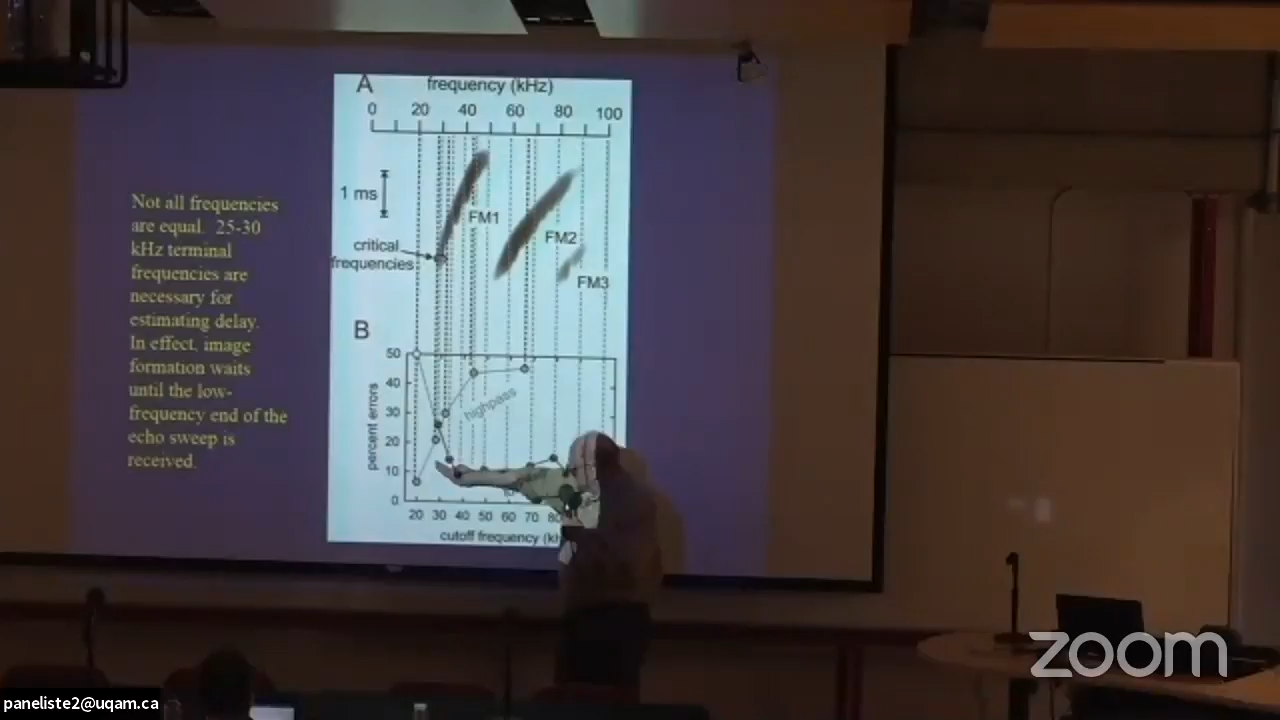 A
frequency (kHz)
0 20 40 60 80 100
1 ms
FM1
FM2
critical
frequencies
FM3
Not all frequencies
are equal. 25-30
kHz terminal
frequencies are
necessary for
estimating delay.
In effect, image
formation waits
until the low-
frequency end of the
echo sweep is
received.
B
percent errors
50
40
30
20
10
0
highpass
20 30 40 50 60 70
cutoff frequency
zoom
paneliste2@uqam.ca